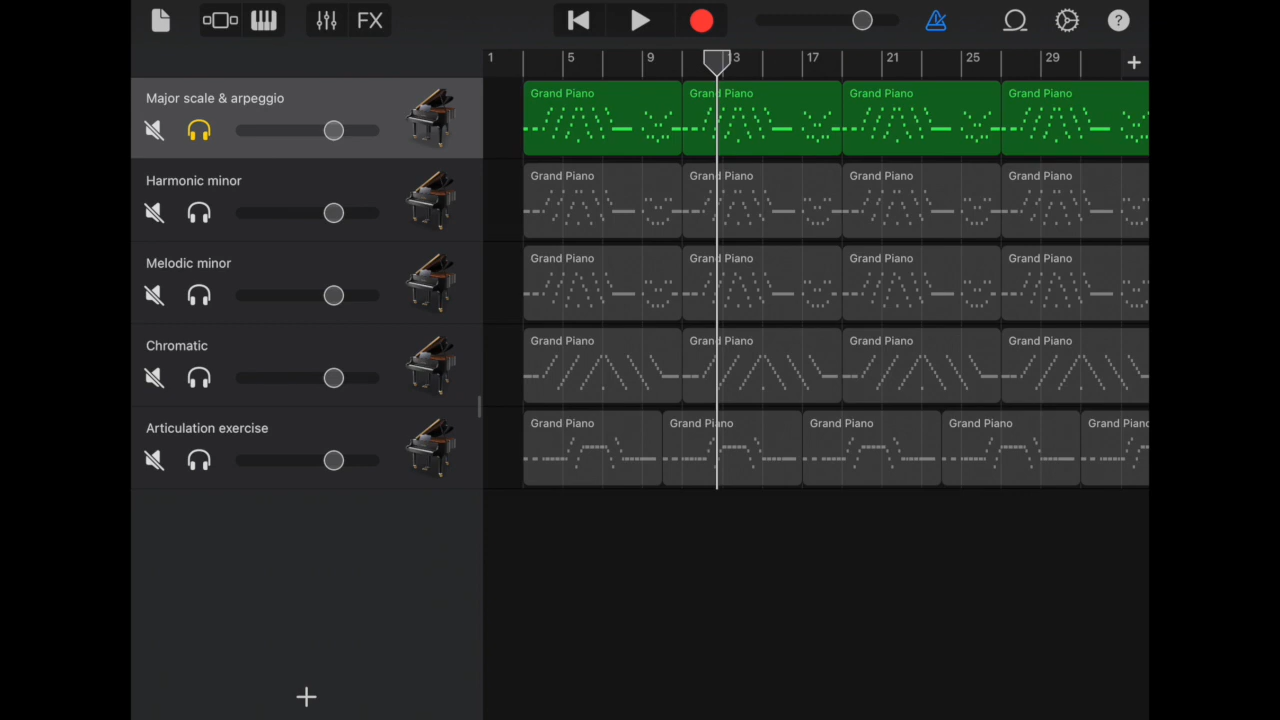 FX
1 5 9 13 17 21 25 29 +
Major scale & arpeggio
Grand Piano Grand Piano Grand Piano Grand Piano
Harmonic minor
Grand Piano Grand Piano Grand Piano Grand Piano
Melodic minor
Grand Piano Grand Piano Grand Piano Grand Piano
Chromatic
Grand Piano Grand Piano Grand Piano Grand Piano
Articulation exercise
Grand Piano Grand Piano Grand Piano Grand Piano Grand Piano